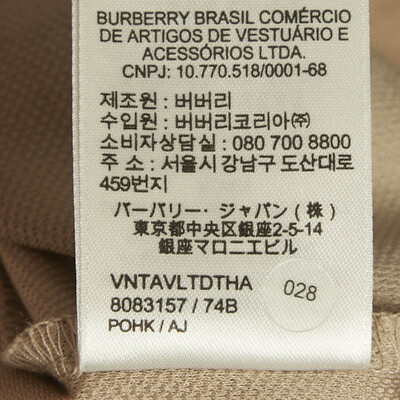 BURBERRY BRASIL COMÉRCIO
DE ARTIGOS DE VESTUÁRIO E
ACESSÓRIOS LTDA.
CNPJ: 10.770.518/0001-68
제조원 : 버버리
수입원 : 버버리코리아㈜
소비자상담실 : 080 700 8800
주 소 : 서울시 강남구 도산대로
459번지
バーバリー・ジャパン ( 株 )
東京都中央区銀座2-5-14
銀座マロニエビル
VNTAVLTDTHA
028
8083157 / 74B
POHK / AJ